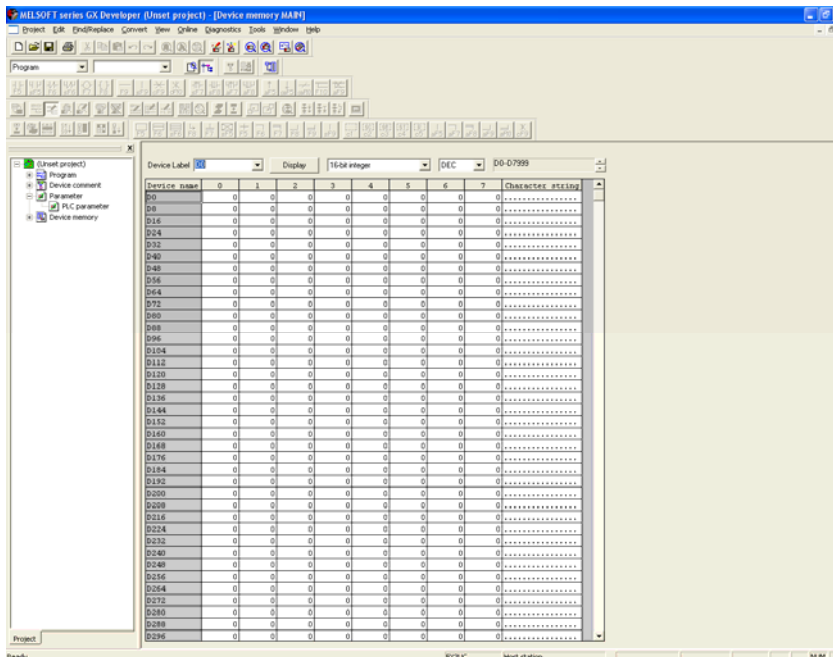 MELSOFT series GX Developer (Unset project) - [Device memory MAIN]
Project Edit Find/Replace Convert View Online Diagnostics Tools Window Help
Program
(Unset project)
Program
Device comment
Parameter
PLC parameter
Device memory
Project
Device Label D0 Display 16-bit integer DEC D0-D7999
Device name 0 1 2 3 4 5 6 7 Character string
D0 0 0 0 0 0 0 0 0 ................
D8 0 0 0 0 0 0 0 0 ................
D16 0 0 0 0 0 0 0 0 ................
D24 0 0 0 0 0 0 0 0 ................
D32 0 0 0 0 0 0 0 0 ................
D40 0 0 0 0 0 0 0 0 ................
D48 0 0 0 0 0 0 0 0 ................
D56 0 0 0 0 0 0 0 0 ................
D64 0 0 0 0 0 0 0 0 ................
D72 0 0 0 0 0 0 0 0 ................
D80 0 0 0 0 0 0 0 0 ................
D88 0 0 0 0 0 0 0 0 ................
D96 0 0 0 0 0 0 0 0 ................
D104 0 0 0 0 0 0 0 0 ................
D112 0 0 0 0 0 0 0 0 ................
D120 0 0 0 0 0 0 0 0 ................
D128 0 0 0 0 0 0 0 0 ................
D136 0 0 0 0 0 0 0 0 ................
D144 0 0 0 0 0 0 0 0 ................
D152 0 0 0 0 0 0 0 0 ................
D160 0 0 0 0 0 0 0 0 ................
D168 0 0 0 0 0 0 0 0 ................
D176 0 0 0 0 0 0 0 0 ................
D184 0 0 0 0 0 0 0 0 ................
D192 0 0 0 0 0 0 0 0 ................
D200 0 0 0 0 0 0 0 0 ................
D208 0 0 0 0 0 0 0 0 ................
D216 0 0 0 0 0 0 0 0 ................
D224 0 0 0 0 0 0 0 0 ................
D232 0 0 0 0 0 0 0 0 ................
D240 0 0 0 0 0 0 0 0 ................
D248 0 0 0 0 0 0 0 0 ................
D256 0 0 0 0 0 0 0 0 ................
D264 0 0 0 0 0 0 0 0 ................
D272 0 0 0 0 0 0 0 0 ................
D280 0 0 0 0 0 0 0 0 ................
D288 0 0 0 0 0 0 0 0 ................
D296 0 0 0 0 0 0 0 0 ................
Ready Host station NUM